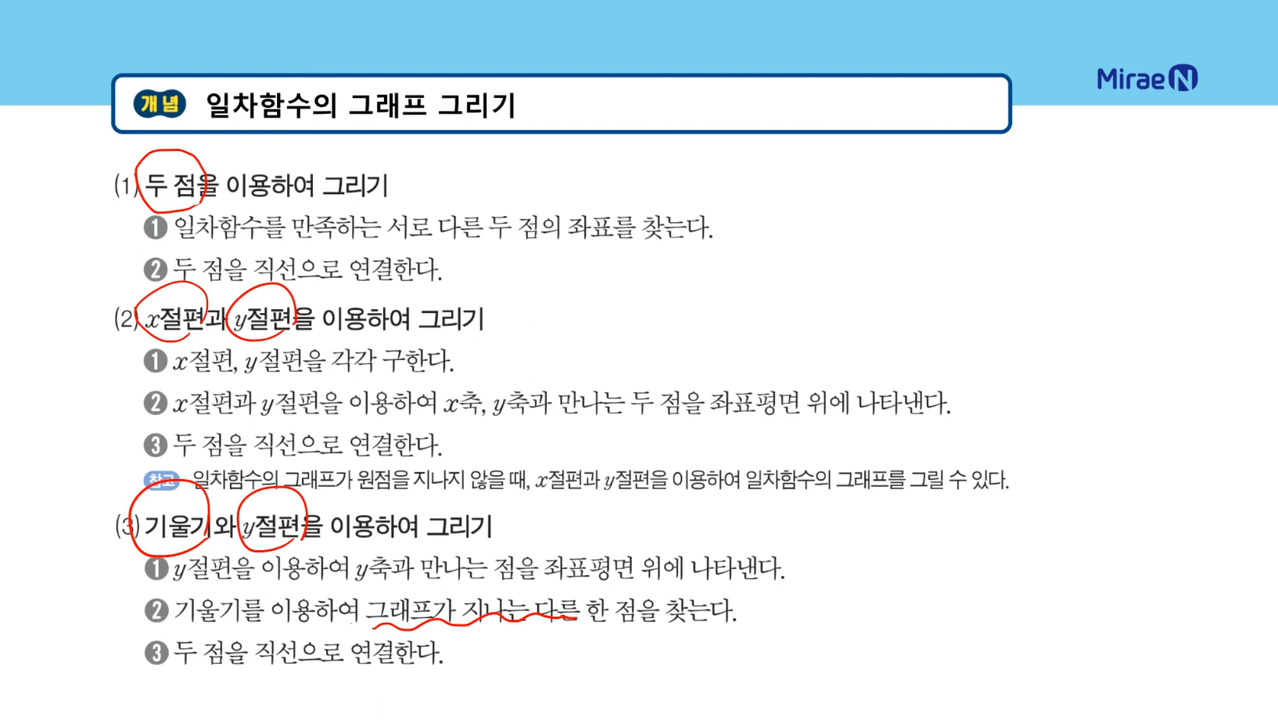 Mirae N
개념 일차함수의 그래프 그리기
(1) 두 점을 이용하여 그리기
❶ 일차함수를 만족하는 서로 다른 두 점의 좌표를 찾는다.
❷ 두 점을 직선으로 연결한다.
(2) x절편과 y절편을 이용하여 그리기
❶ x절편, y절편을 각각 구한다.
❷ x절편과 y절편을 이용하여 x축, y축과 만나는 두 점을 좌표평면 위에 나타낸다.
❸ 두 점을 직선으로 연결한다.
참고 일차함수의 그래프가 원점을 지나지 않을 때, x절편과 y절편을 이용하여 일차함수의 그래프를 그릴 수 있다.
(3) 기울기와 y절편을 이용하여 그리기
❶ y절편을 이용하여 y축과 만나는 점을 좌표평면 위에 나타낸다.
❷ 기울기를 이용하여 그래프가 지나는 다른 한 점을 찾는다.
❸ 두 점을 직선으로 연결한다.